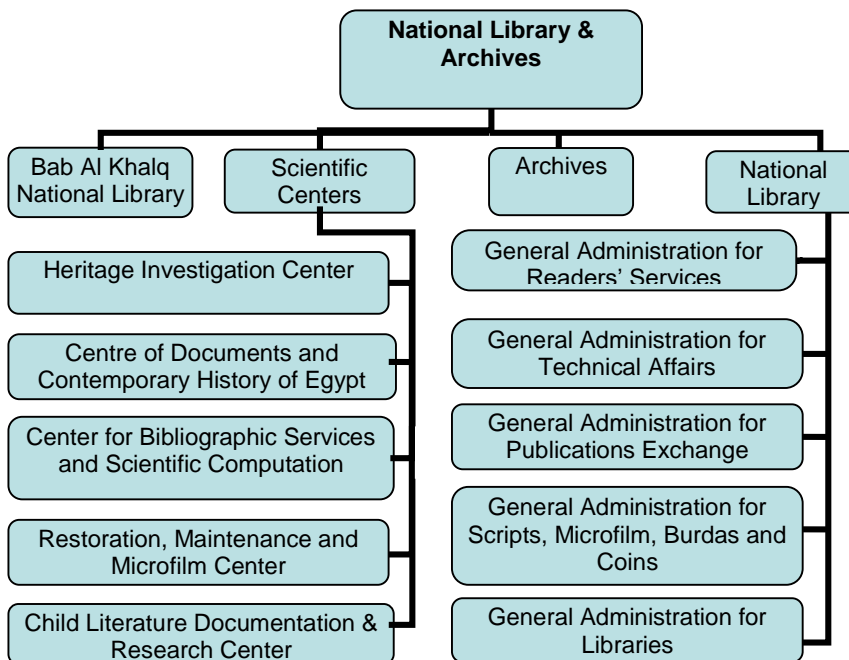 National Library &
Archives
Bab Al Khalq
National Library
Scientific
Centers
Archives
National
Library
Heritage Investigation Center
Centre of Documents and
Contemporary History of Egypt
Center for Bibliographic Services
and Scientific Computation
Restoration, Maintenance and
Microfilm Center
Child Literature Documentation &
Research Center
General Administration for
Readers’ Services
General Administration for
Technical Affairs
General Administration for
Publications Exchange
General Administration for
Scripts, Microfilm, Burdas and
Coins
General Administration for
Libraries